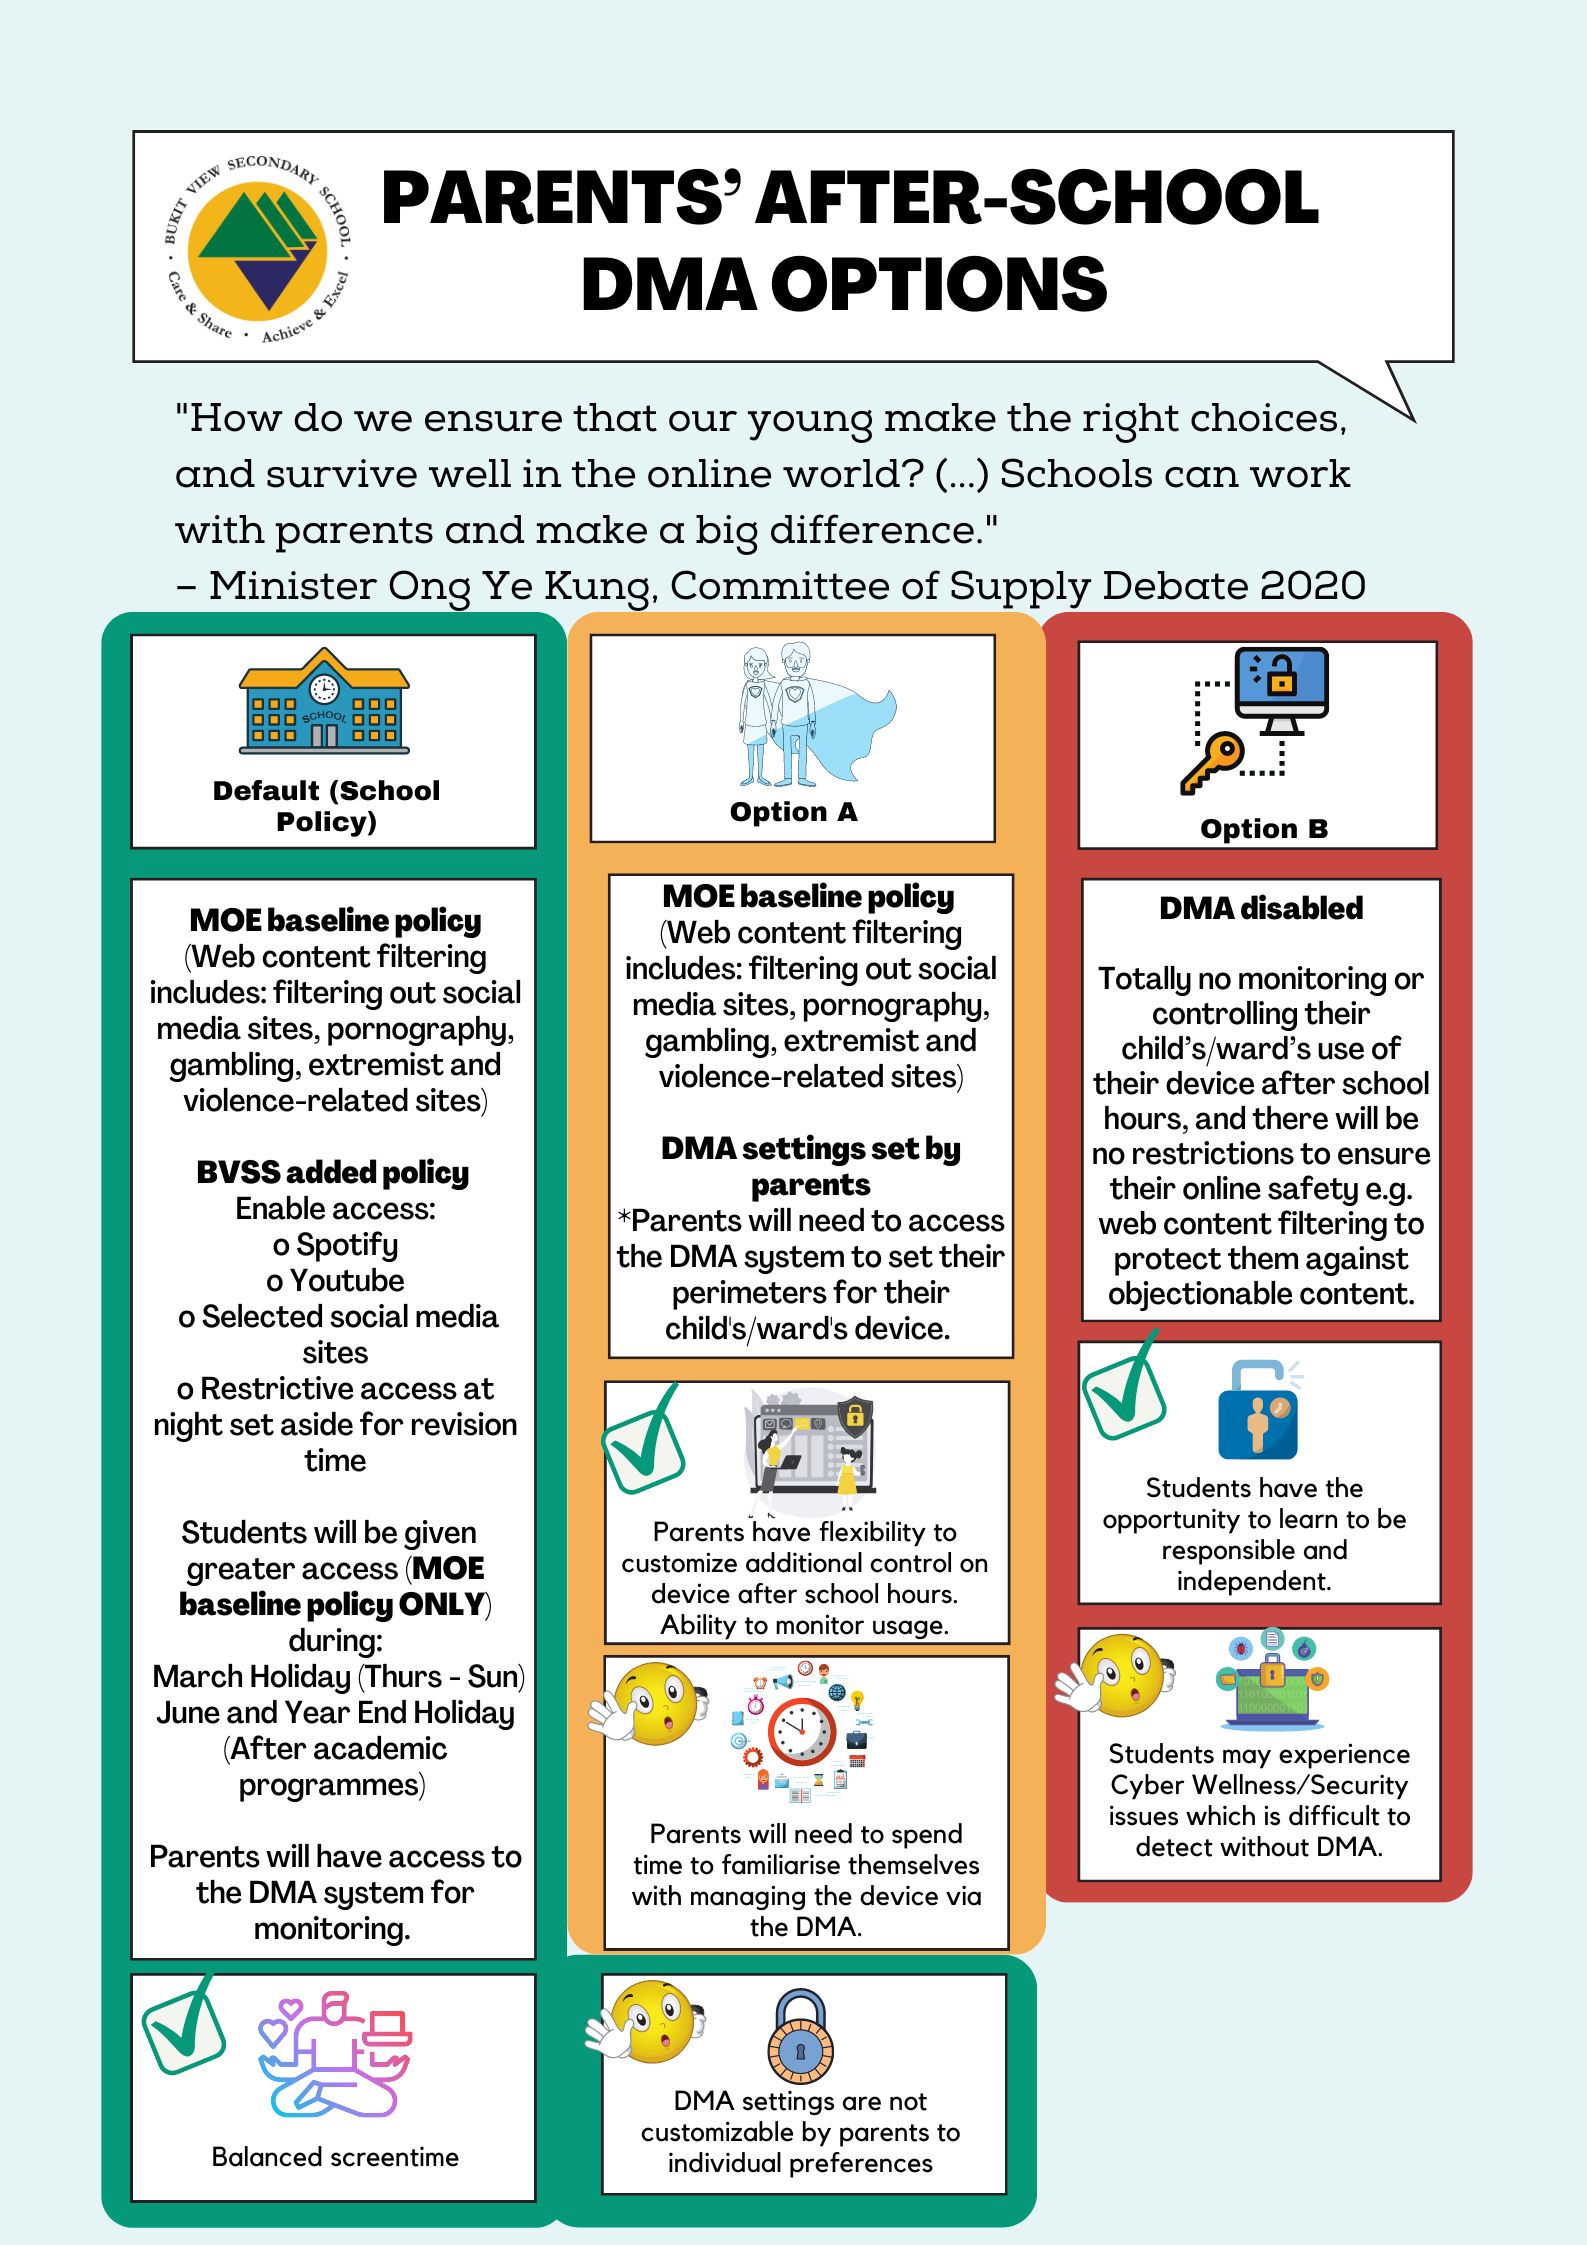 BUKIT VIEW SECONDARY SCHOOL
Care & Share • Achieve & Excel
PARENTS’ AFTER-SCHOOL
DMA OPTIONS
"How do we ensure that our young make the right choices,
and survive well in the online world? (...) Schools can work
with parents and make a big difference."
– Minister Ong Ye Kung, Committee of Supply Debate 2020
SCHOOL
Default (School
Policy)
MOE baseline policy
(Web content filtering
includes: filtering out social
media sites, pornography,
gambling, extremist and
violence-related sites)
BVSS added policy
Enable access:
o Spotify
o Youtube
o Selected social media
sites
o Restrictive access at
night set aside for revision
time
Students will be given
greater access (MOE
baseline policy ONLY)
during:
March Holiday (Thurs - Sun)
June and Year End Holiday
(After academic
programmes)
Parents will have access to
the DMA system for
monitoring.
Balanced screentime
DMA settings are not
customizable by parents to
individual preferences
Option A
MOE baseline policy
(Web content filtering
includes: filtering out social
media sites, pornography,
gambling, extremist and
violence-related sites)
DMA settings set by
parents
*Parents will need to access
the DMA system to set their
perimeters for their
child's/ward's device.
Parents have flexibility to
customize additional control on
device after school hours.
Ability to monitor usage.
Parents will need to spend
time to familiarise themselves
with managing the device via
the DMA.
Option B
DMA disabled
Totally no monitoring or
controlling their
child’s/ward’s use of
their device after school
hours, and there will be
no restrictions to ensure
their online safety e.g.
web content filtering to
protect them against
objectionable content.
Students have the
opportunity to learn to be
responsible and
independent.
Students may experience
Cyber Wellness/Security
issues which is difficult to
detect without DMA.